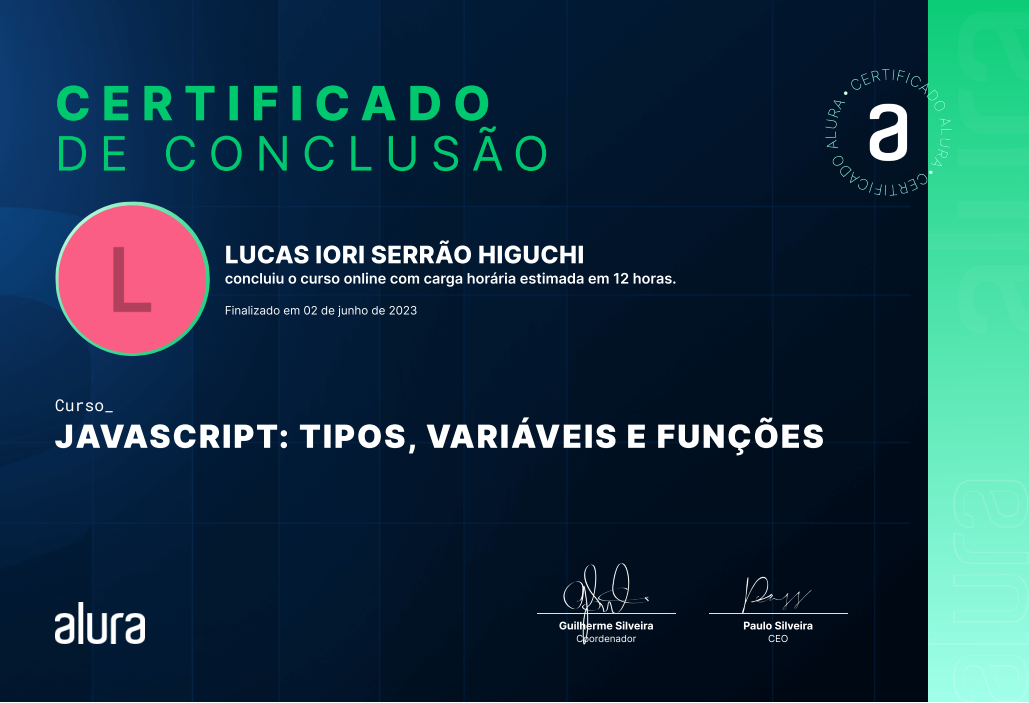 CERTIFICADO
DE CONCLUSÃO
CERTIFICADO ALURA • CERTIFICADO ALURA •
a
L
LUCAS IORI SERRÃO HIGUCHI
concluiu o curso online com carga horária estimada em 12 horas.
Finalizado em 02 de junho de 2023
Curso_
JAVASCRIPT: TIPOS, VARIÁVEIS E FUNÇÕES
alura
Guilherme Silveira
Coordenador
Paulo Silveira
CEO
alura
alura